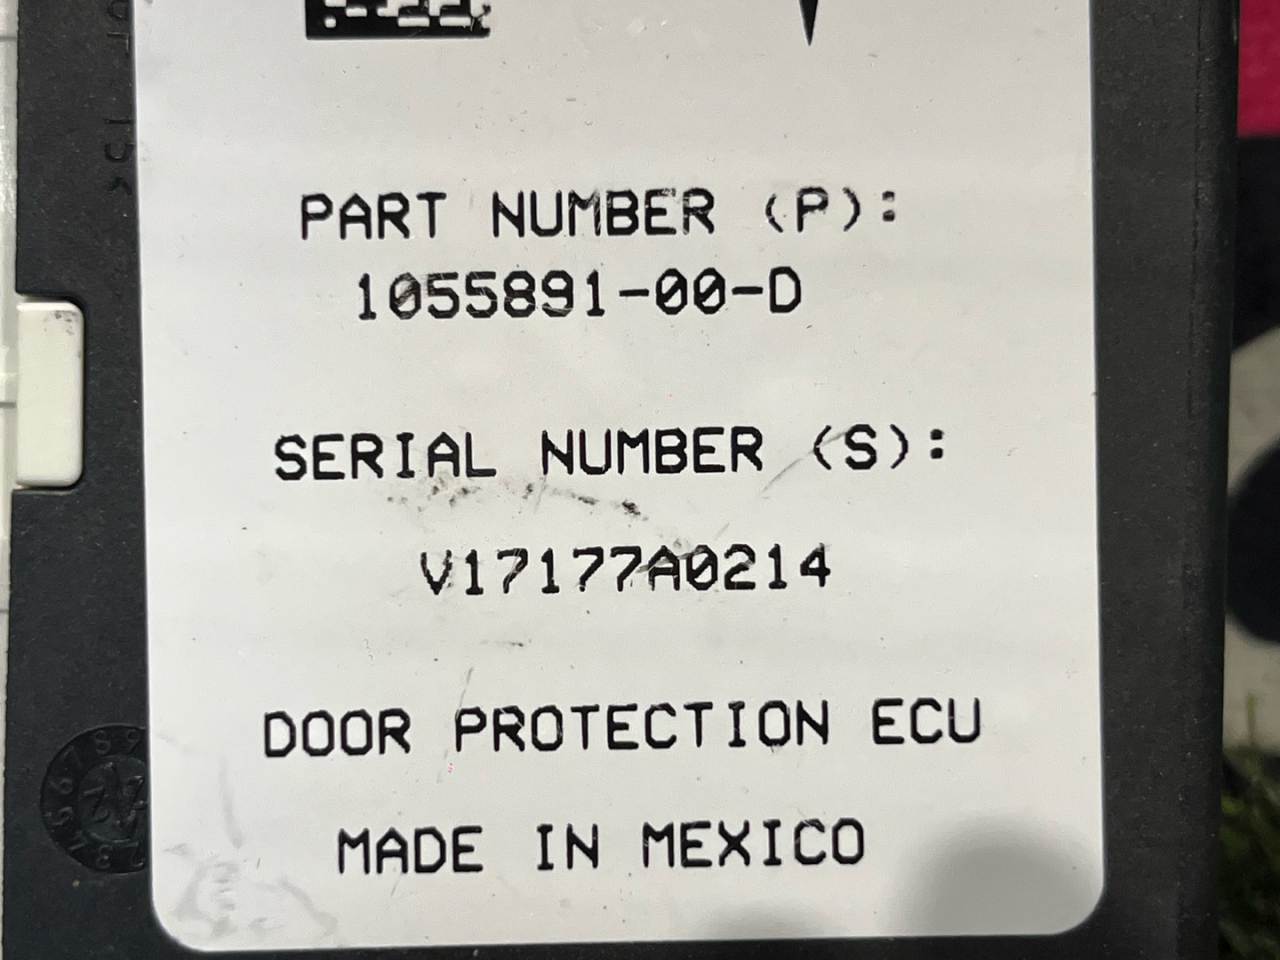 PART NUMBER (P):
1055891-00-D
SERIAL NUMBER (S):
V17177A0214
DOOR PROTECTION ECU
MADE IN MEXICO